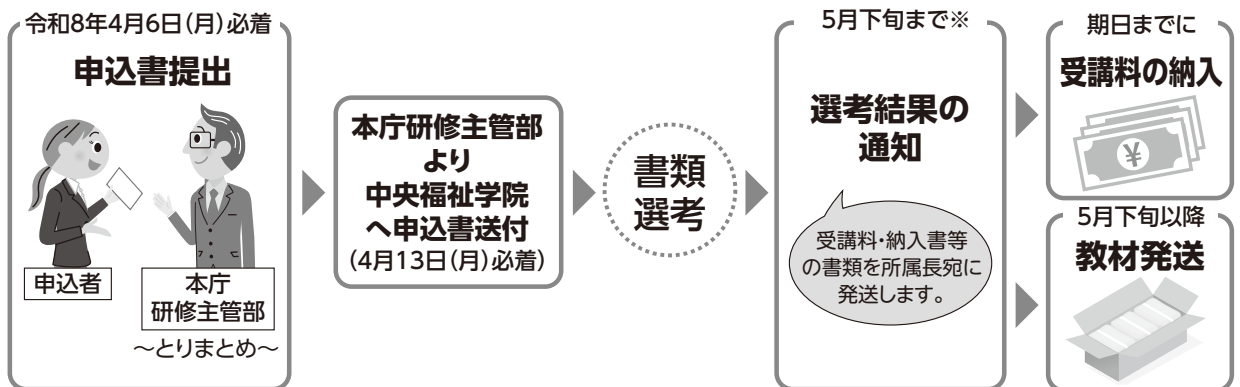 令和8年4月6日(月)必着
申込書提出
申込者
本庁
研修主管部
～とりまとめ～
本庁研修主管部
より
中央福祉学院
へ申込書送付
(4月13日(月)必着)
書類
選考
5月下旬まで※
選考結果の
通知
受講料・納入書等
の書類を所属長宛に
発送します。
期日までに
受講料の納入
¥
5月下旬以降
教材発送